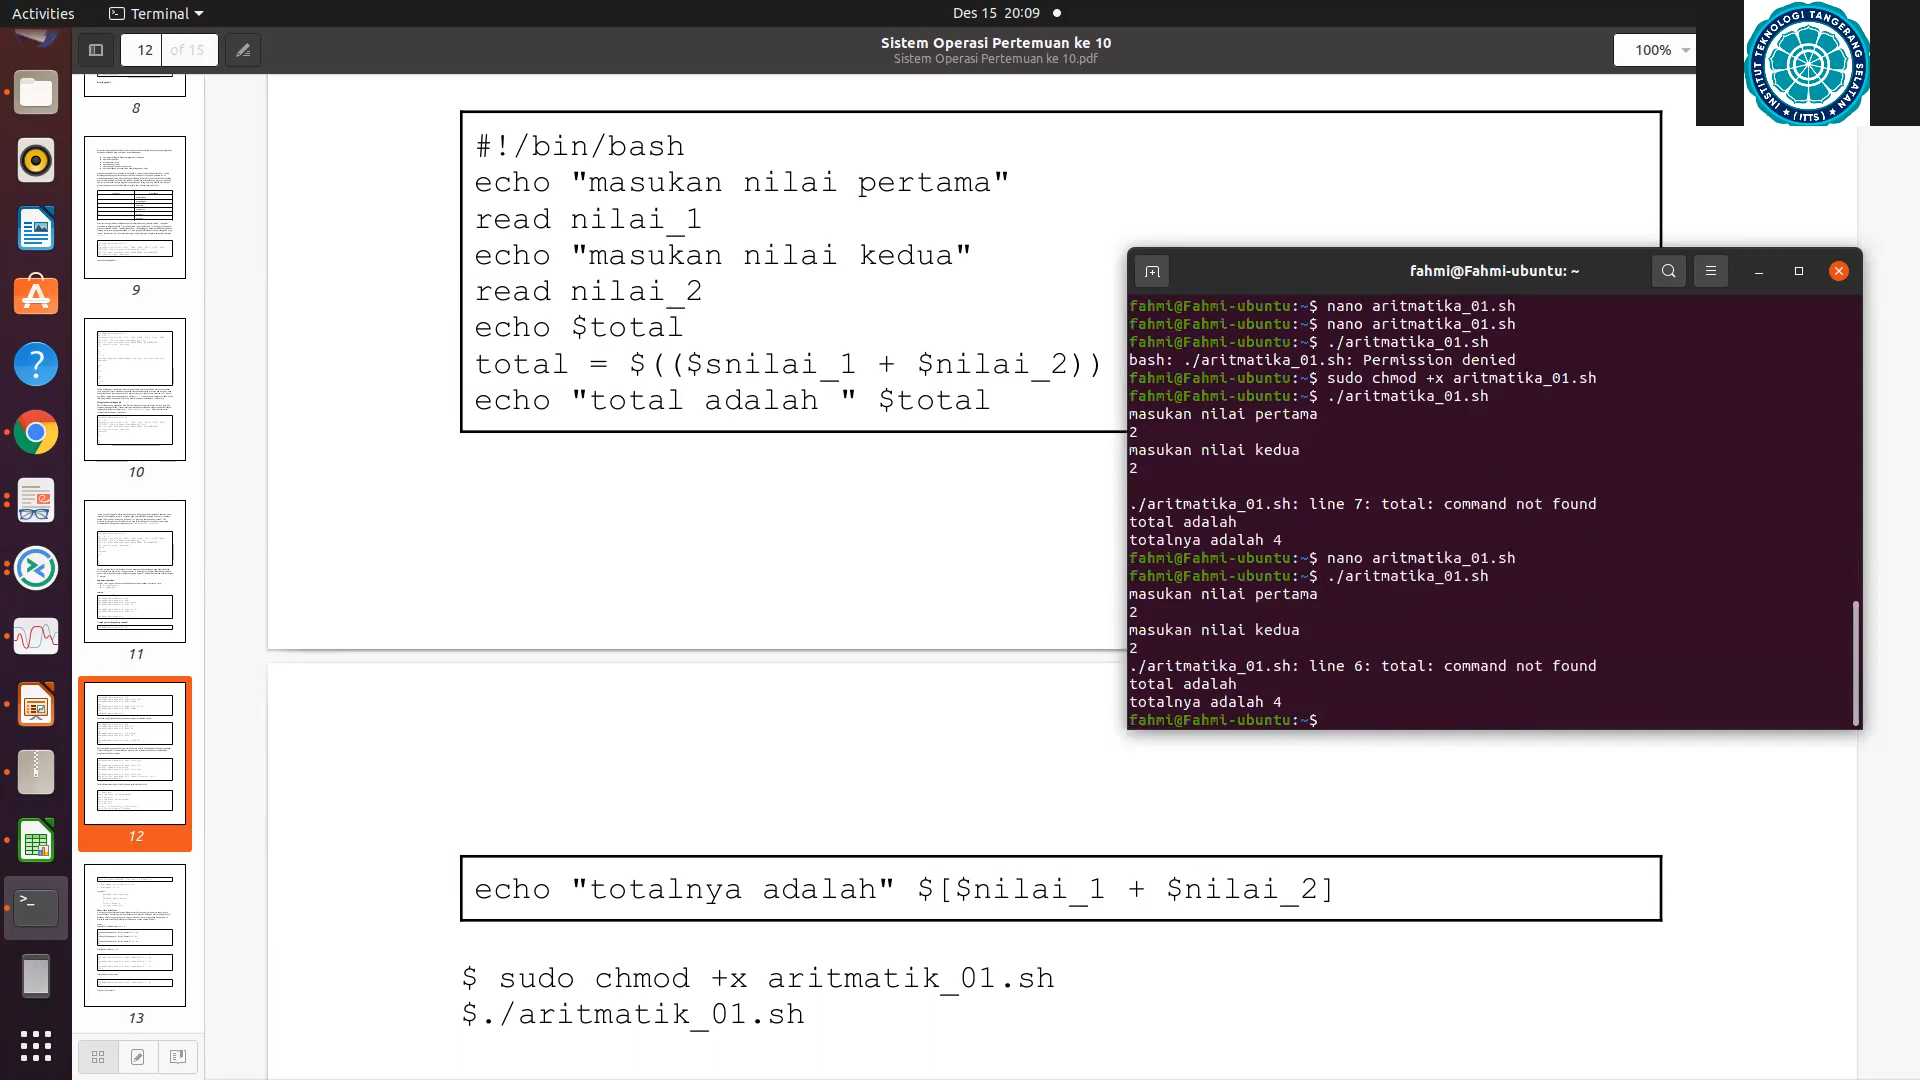 Activities
Terminal
Des 15 20:09
12 of 15
Sistem Operasi Pertemuan ke 10
Sistem Operasi Pertemuan ke 10.pdf
100%
INSTITUT TEKNOLOGI TANGERANG SELATAN
(ITTS)
8
9
10
11
12
13
#!/bin/bash
echo "masukan nilai pertama"
read nilai_1
echo "masukan nilai kedua"
read nilai_2
echo $total
total = $(($snilai_1 + $nilai_2))
echo "total adalah " $total
fahmi@Fahmi-ubuntu: ~
fahmi@Fahmi-ubuntu:~$ nano aritmatika_01.sh
fahmi@Fahmi-ubuntu:~$ nano aritmatika_01.sh
fahmi@Fahmi-ubuntu:~$ ./aritmatika_01.sh
bash: ./aritmatika_01.sh: Permission denied
fahmi@Fahmi-ubuntu:~$ sudo chmod +x aritmatika_01.sh
fahmi@Fahmi-ubuntu:~$ ./aritmatika_01.sh
masukan nilai pertama
2
masukan nilai kedua
2
./aritmatika_01.sh: line 7: total: command not found
total adalah
totalnya adalah 4
fahmi@Fahmi-ubuntu:~$ nano aritmatika_01.sh
fahmi@Fahmi-ubuntu:~$ ./aritmatika_01.sh
masukan nilai pertama
2
masukan nilai kedua
2
./aritmatika_01.sh: line 6: total: command not found
total adalah
totalnya adalah 4
fahmi@Fahmi-ubuntu:~$
echo "totalnya adalah" $[$nilai_1 + $nilai_2]
$ sudo chmod +x aritmatik_01.sh
$./aritmatik_01.sh